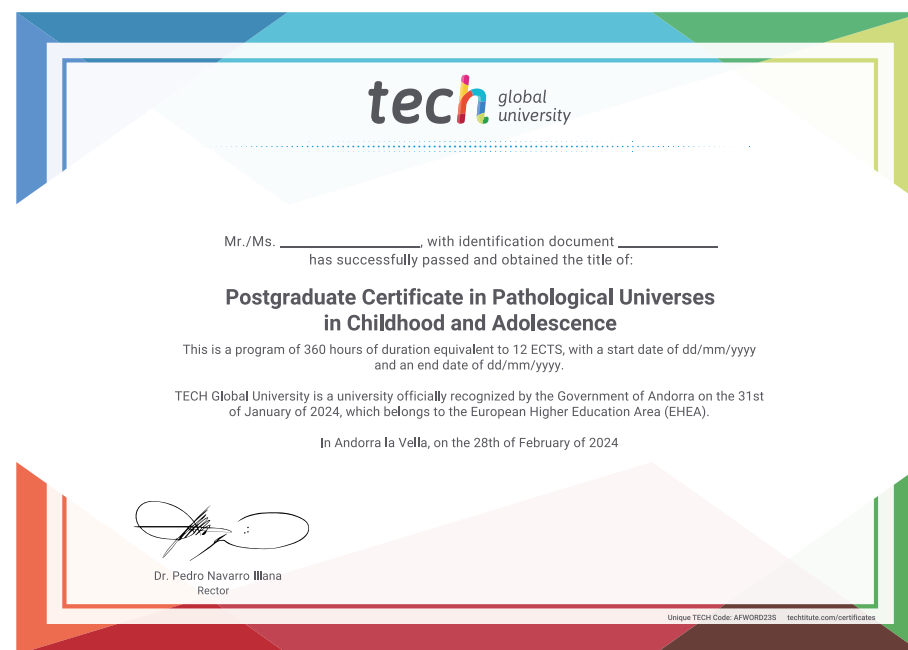 tech global
university
Mr./Ms. ____________________, with identification document ______________
has successfully passed and obtained the title of:
Postgraduate Certificate in Pathological Universes
in Childhood and Adolescence
This is a program of 360 hours of duration equivalent to 12 ECTS, with a start date of dd/mm/yyyy
and an end date of dd/mm/yyyy.
TECH Global University is a university officially recognized by the Government of Andorra on the 31st
of January of 2024, which belongs to the European Higher Education Area (EHEA).
In Andorra la Vella, on the 28th of February of 2024
Dr. Pedro Navarro Illana
Rector
Unique TECH Code: AFWORD23S techtitute.com/certificates